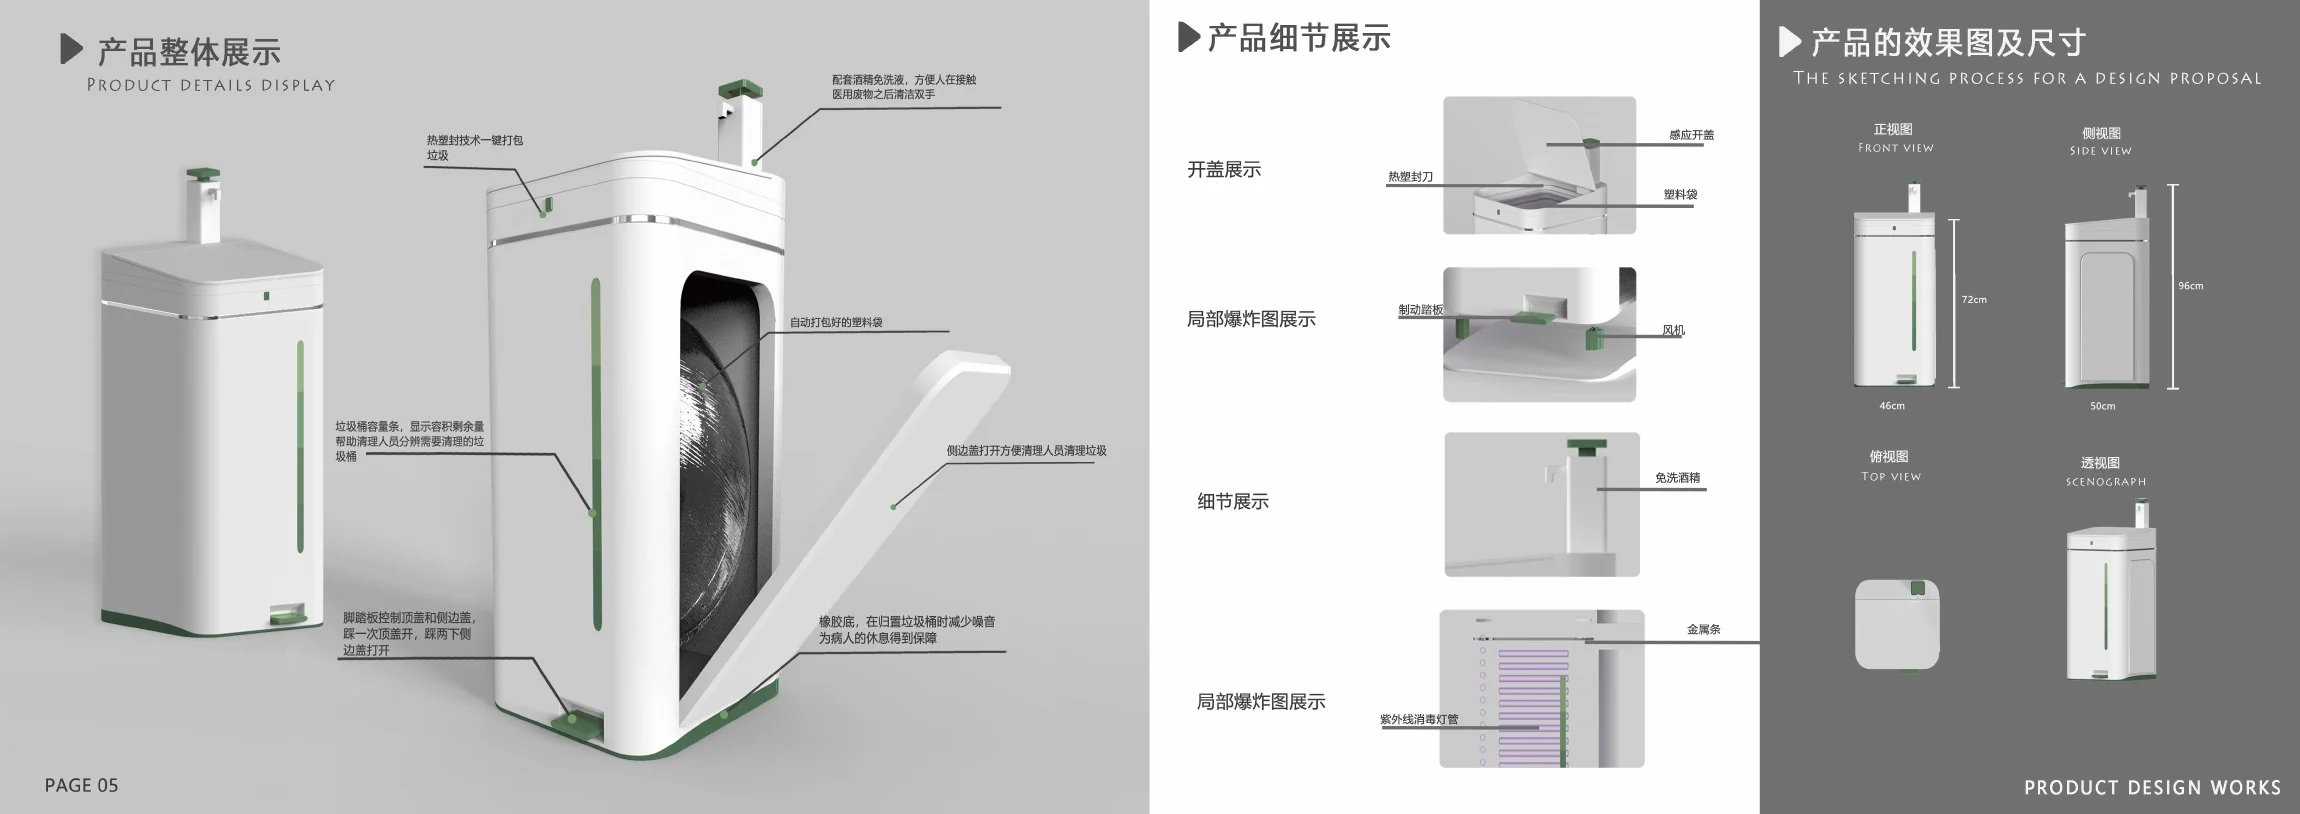 产品整体展示
PRODUCT DETAILS DISPLAY
配套酒精免洗液，方便人在接触
医用废物之后清洁双手
热塑封技术一键打包
垃圾
自动打包好的塑料袋
垃圾桶容量条，显示容积剩余量
帮助清理人员分辨需要清理的垃
圾桶
侧边盖打开方便清理人员清理垃圾
脚踏板控制顶盖和侧边盖，
踩一次顶盖开，踩两下侧
边盖打开
橡胶底，在归置垃圾桶时减少噪音
为病人的休息得到保障
PAGE 05
产品细节展示
开盖展示
感应开盖
热塑封刀
塑料袋
局部爆炸图展示
制动踏板
风机
细节展示
免洗酒精
局部爆炸图展示
金属条
紫外线消毒灯管
产品的效果图及尺寸
THE SKETCHING PROCESS FOR A DESIGN PROPOSAL
正视图
FRONT VIEW
侧视图
SIDE VIEW
72cm
96cm
46cm
50cm
俯视图
TOP VIEW
透视图
SCENOGRAPH
PRODUCT DESIGN WORKS